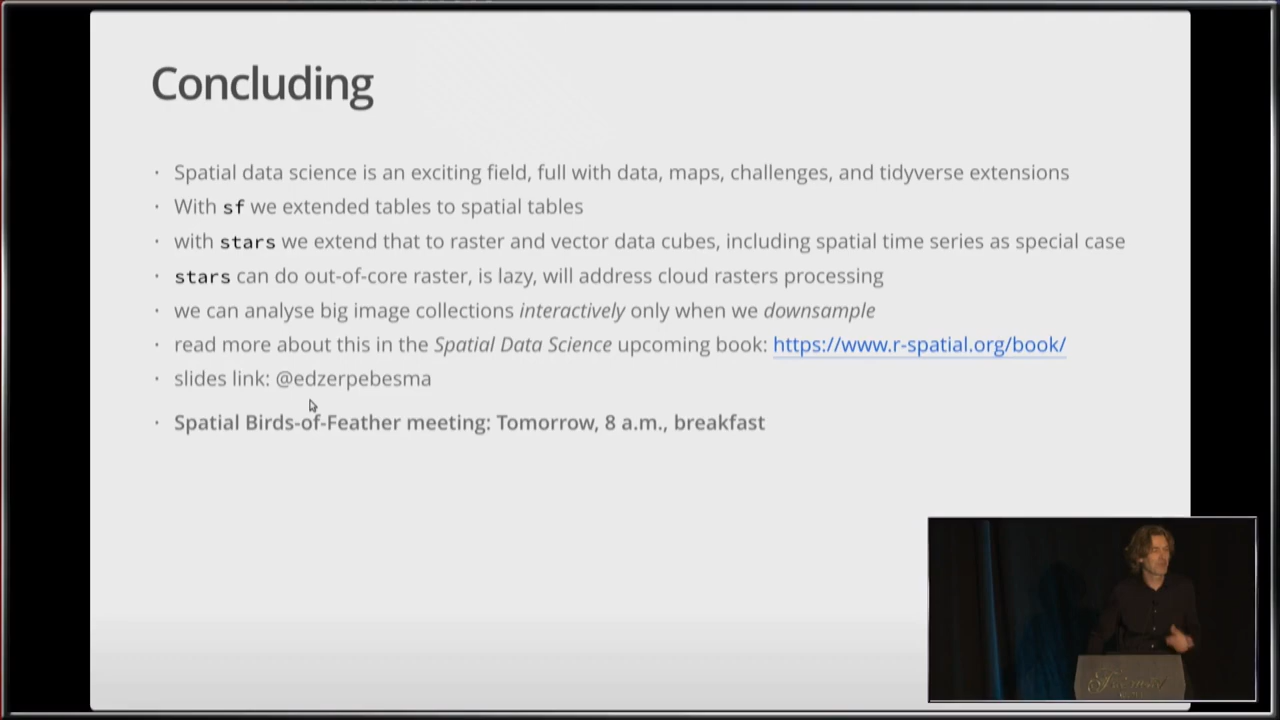 Concluding
· Spatial data science is an exciting field, full with data, maps, challenges, and tidyverse extensions
· With sf we extended tables to spatial tables
· with stars we extend that to raster and vector data cubes, including spatial time series as special case
· stars can do out-of-core raster, is lazy, will address cloud rasters processing
· we can analyse big image collections interactively only when we downsample
· read more about this in the Spatial Data Science upcoming book: https://www.r-spatial.org/book/
· slides link: @edzerpebesma
· Spatial Birds-of-Feather meeting: Tomorrow, 8 a.m., breakfast